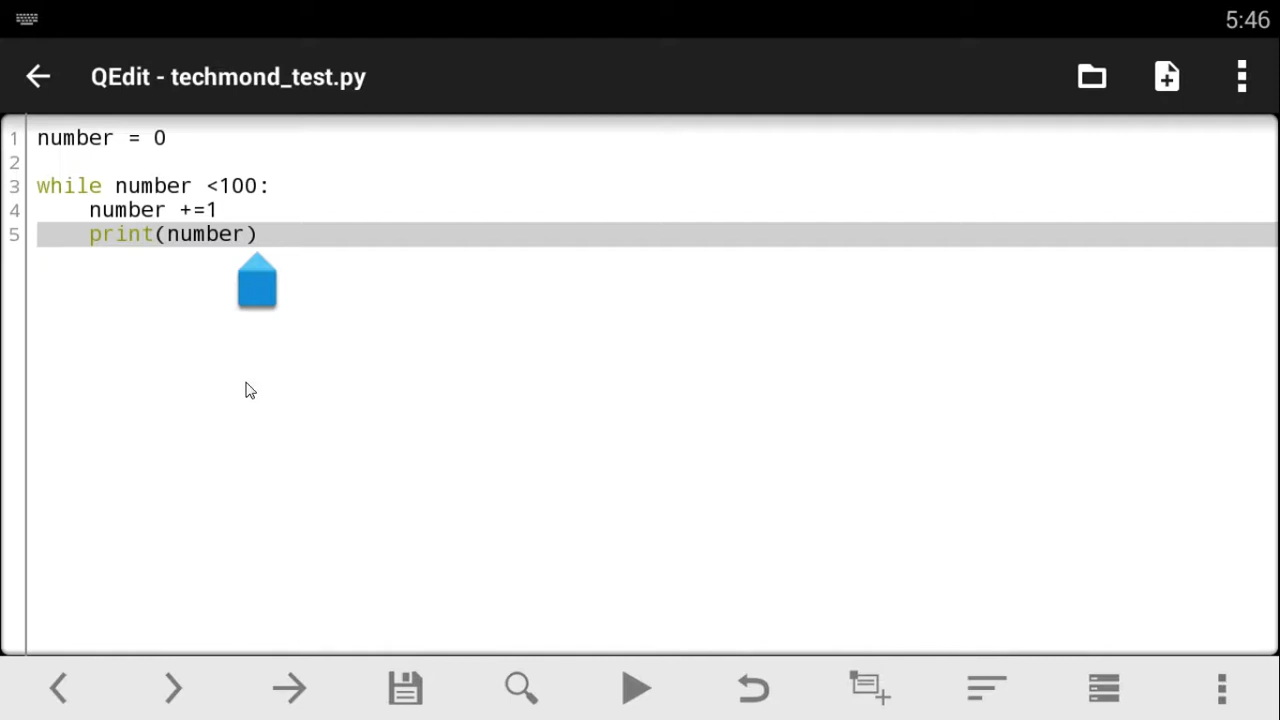 5:46
QEdit - techmond_test.py
1 number = 0
2
3 while number <100:
4     number +=1
5     print(number)